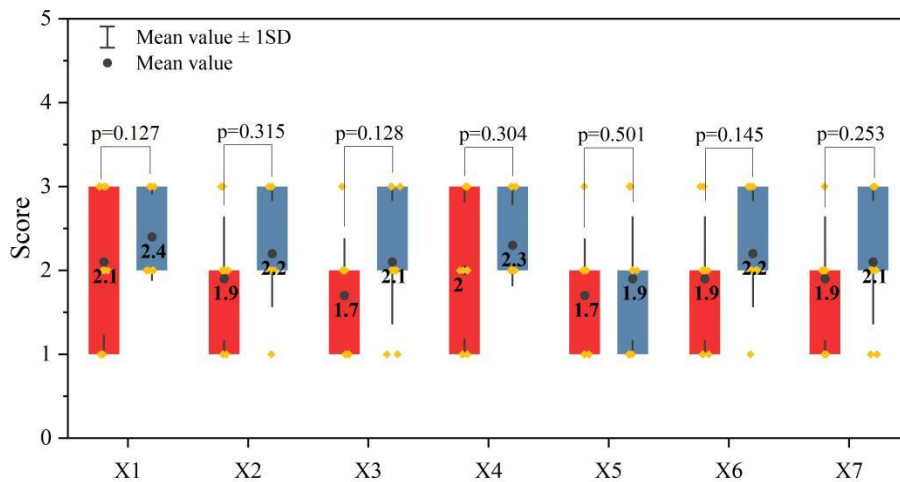 5
Mean value ± 1SD
Mean value
4
p=0.127 p=0.315 p=0.128 p=0.304 p=0.501 p=0.145 p=0.253
3
Score
2.1 2.4 1.9 2.2 1.7 2.1 2 2.3 1.7 1.9 1.9 2.2 1.9 2.1
2
1
0
X1 X2 X3 X4 X5 X6 X7